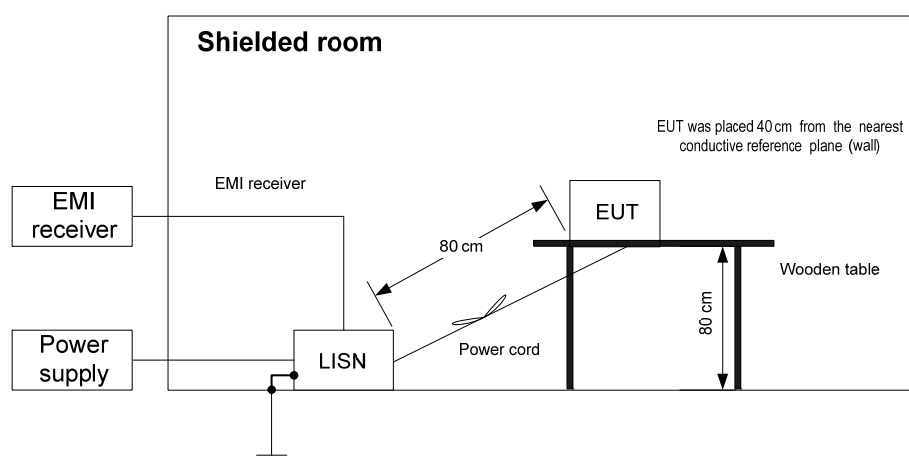 Shielded room
EUT was placed 40 cm from the nearest
conductive reference plane (wall)
EMI receiver
EMI
receiver
EUT
80 cm
Wooden table
80 cm
Power cord
Power
supply
LISN